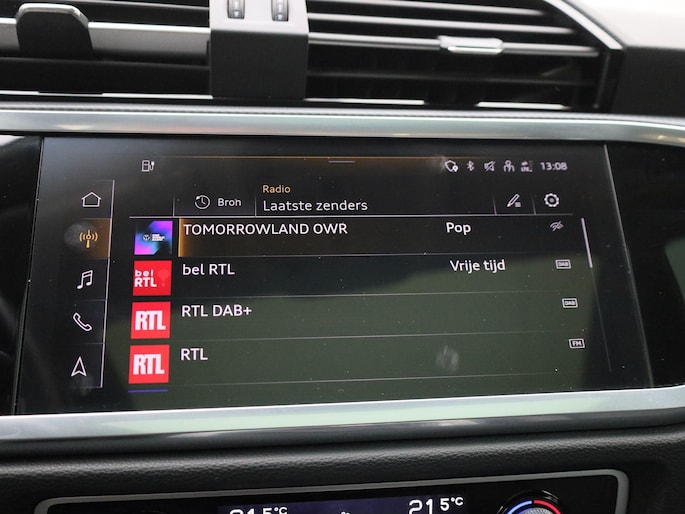 13:08
Radio
Broh Laatste zenders
TOMORROWLAND OWR Pop
bel RTL bel RTL Vrije tijd DAB
RTL RTL DAB+ DAB
RTL RTL FM
21.5°C 21.5°C